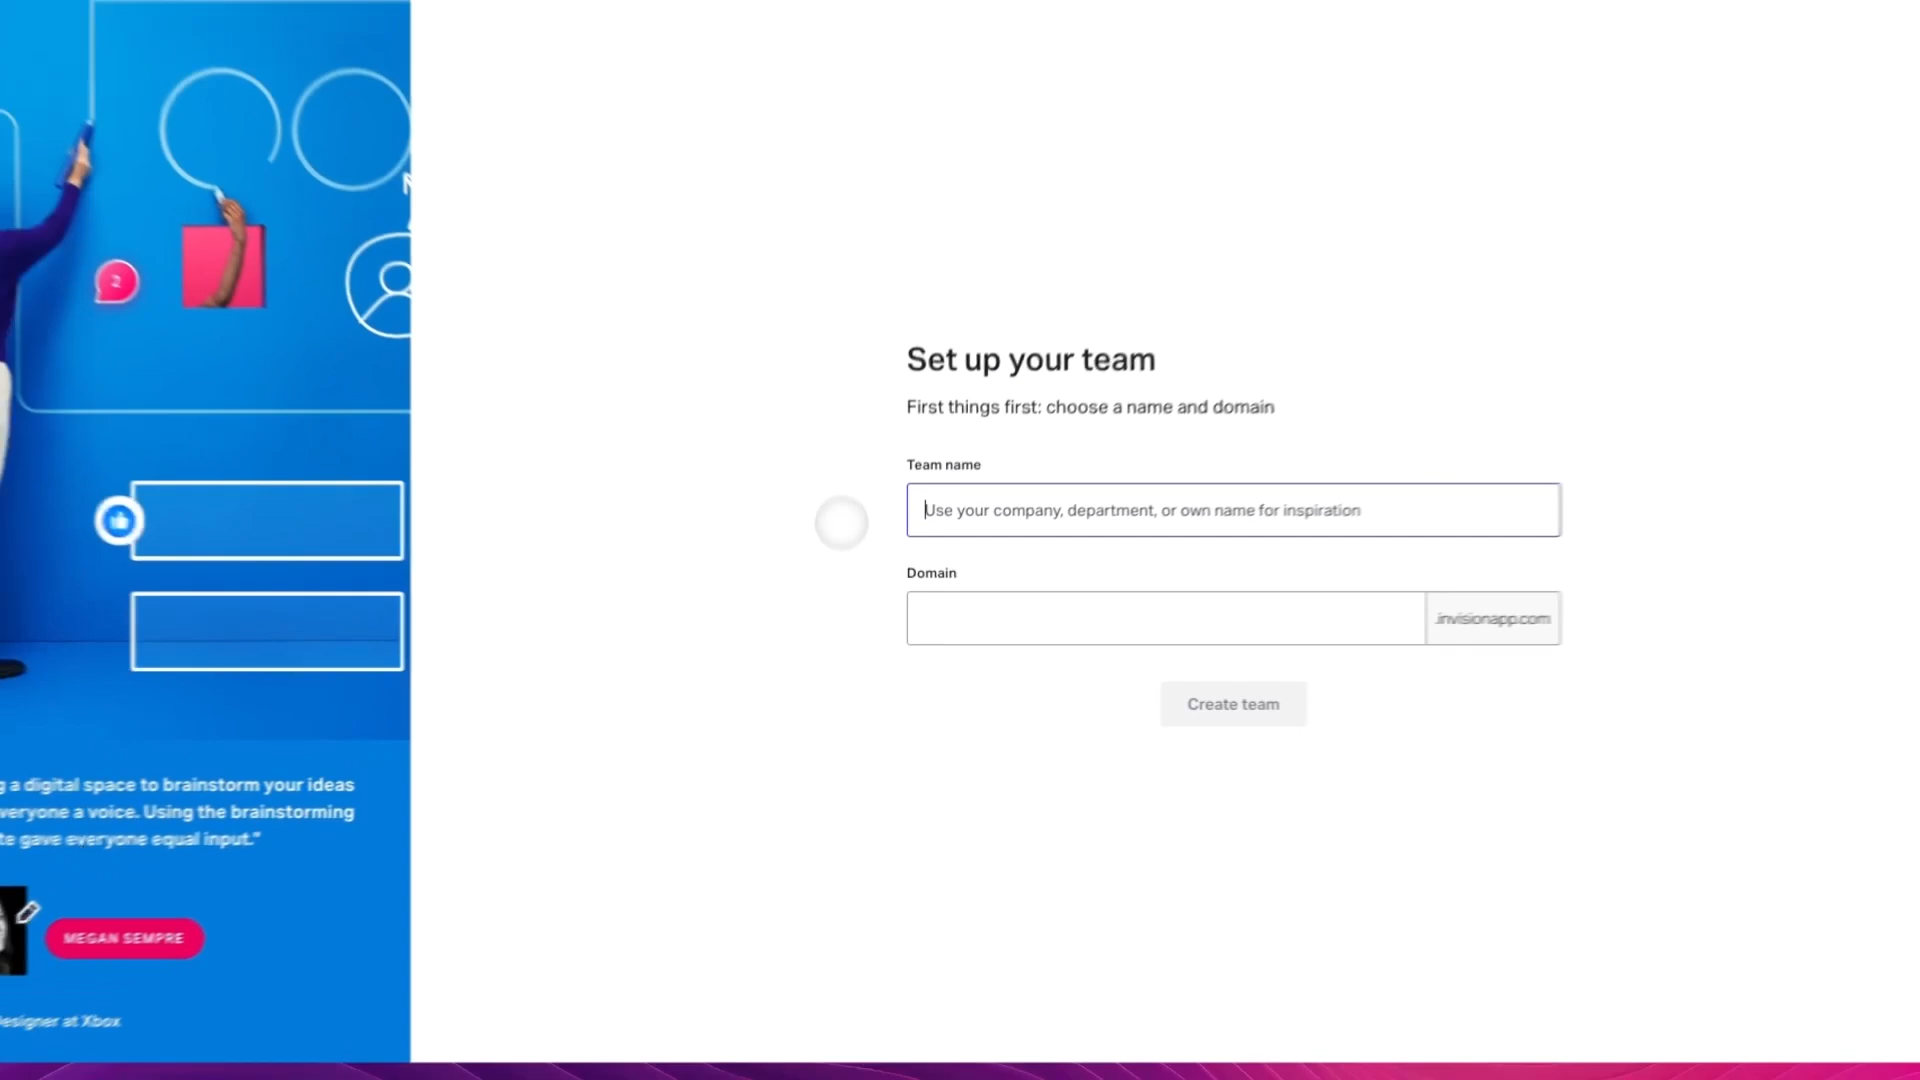 2
a digital space to brainstorm your ideas
veryone a voice. Using the brainstorming
te gave everyone equal input."
MEGAN SEMPRE
esigner at Xbox
Set up your team
First things first: choose a name and domain
Team name
Use your company, department, or own name for inspiration
Domain
.invisionapp.com
Create team